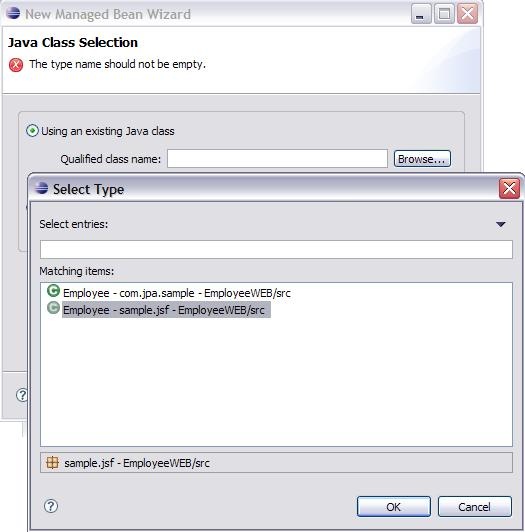 New Managed Bean Wizard
Java Class Selection
The type name should not be empty.
Using an existing Java class
Qualified class name:
Browse...
Select Type
Select entries:
Matching items:
Employee - com.jpa.sample - EmployeeWEB/src
Employee - sample.jsf - EmployeeWEB/src
sample.jsf - EmployeeWEB/src
OK
Cancel